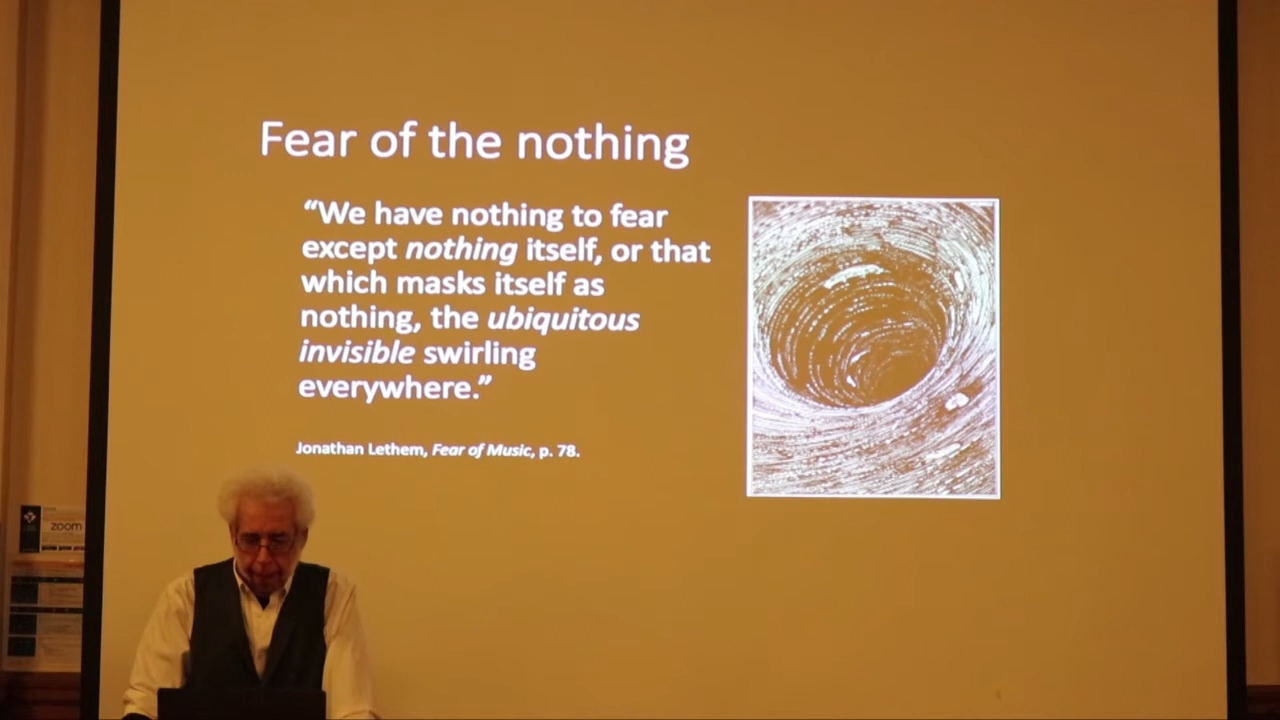 Fear of the nothing
“We have nothing to fear
except nothing itself, or that
which masks itself as
nothing, the ubiquitous
invisible swirling
everywhere.”
Jonathan Lethem, Fear of Music, p. 78.
zoom